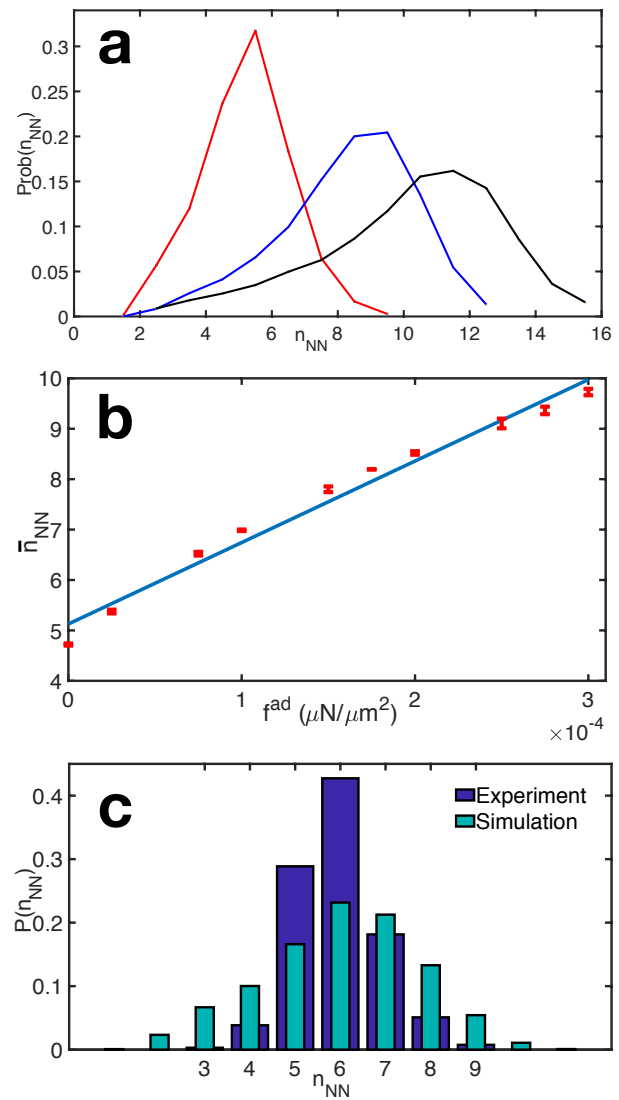 a
Prob(n_NN)
0.3
0.25
0.2
0.15
0.1
0.05
0
0 2 4 6 8 10 12 14 16
n_NN
b
n̄_NN
10
9
8
7
6
5
4
0 1 2 3
f^ad (μN/μm²)
×10⁻⁴
c
P(n_NN)
0.4
0.3
0.2
0.1
0
Experiment
Simulation
3 4 5 6 7 8 9
n_NN